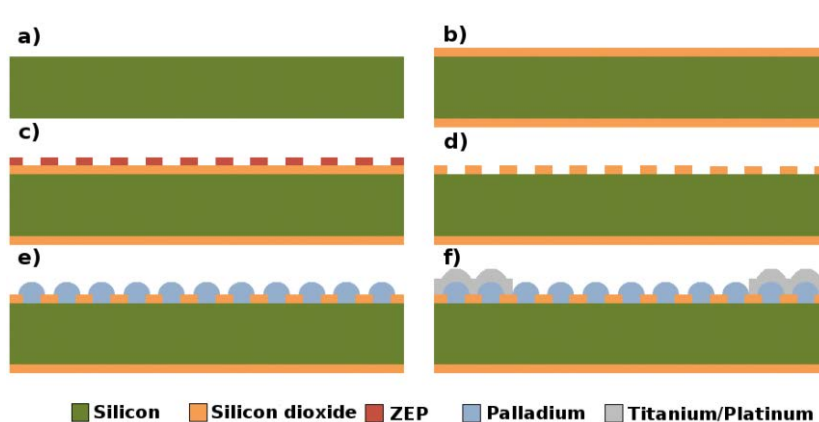 a)
b)
c)
d)
e)
f)
Silicon Silicon dioxide ZEP Palladium Titanium/Platinum